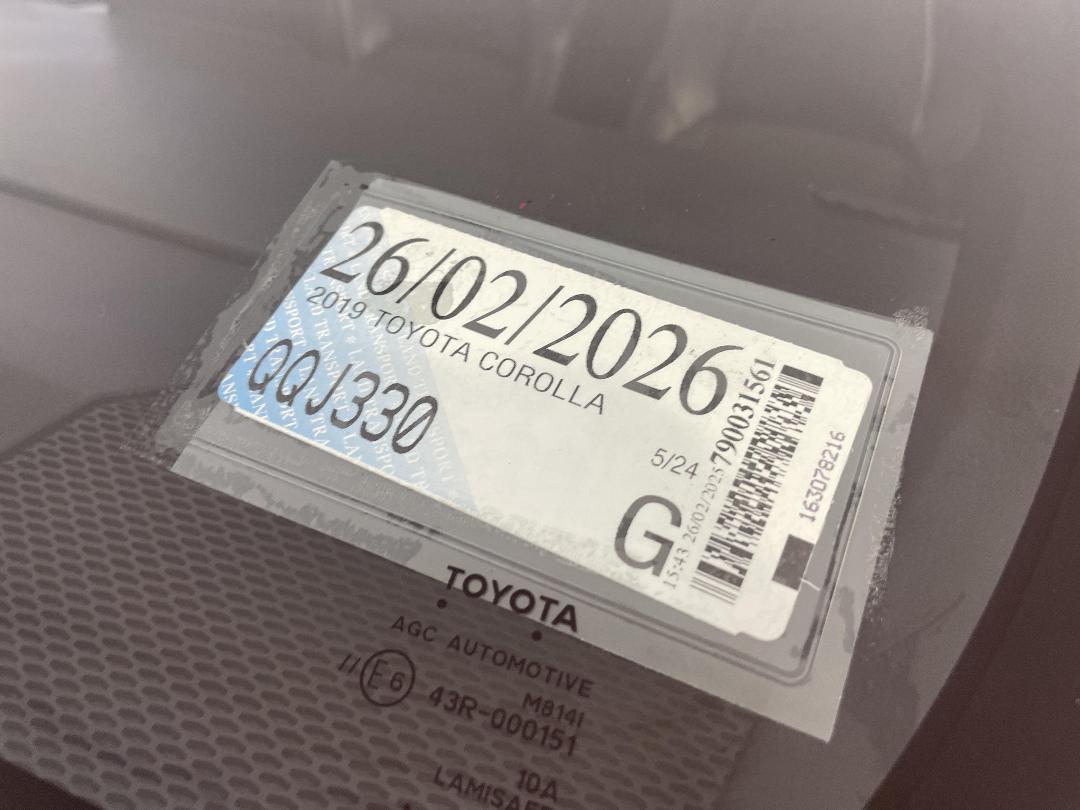 26/02/2026
2019 TOYOTA COROLLA
QQJ330
5/24
G
15:43 26/02/2025 790031561
163078216
TOYOTA
AGC AUTOMOTIVE
M814I
//E6 43R-000151
10A